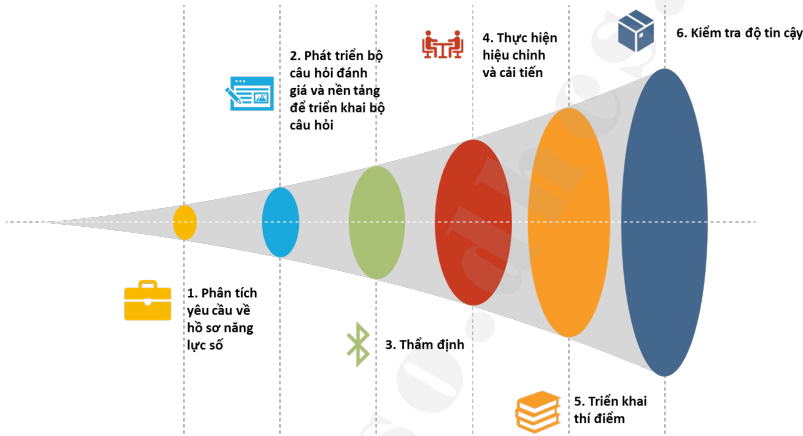 1. Phân tích
yêu cầu về
hồ sơ năng
lực số
2. Phát triển bộ
câu hỏi đánh
giá và nền tảng
để triển khai bộ
câu hỏi
3. Thẩm định
4. Thực hiện
hiệu chỉnh
và cải tiến
5. Triển khai
thí điểm
6. Kiểm tra độ tin cậy